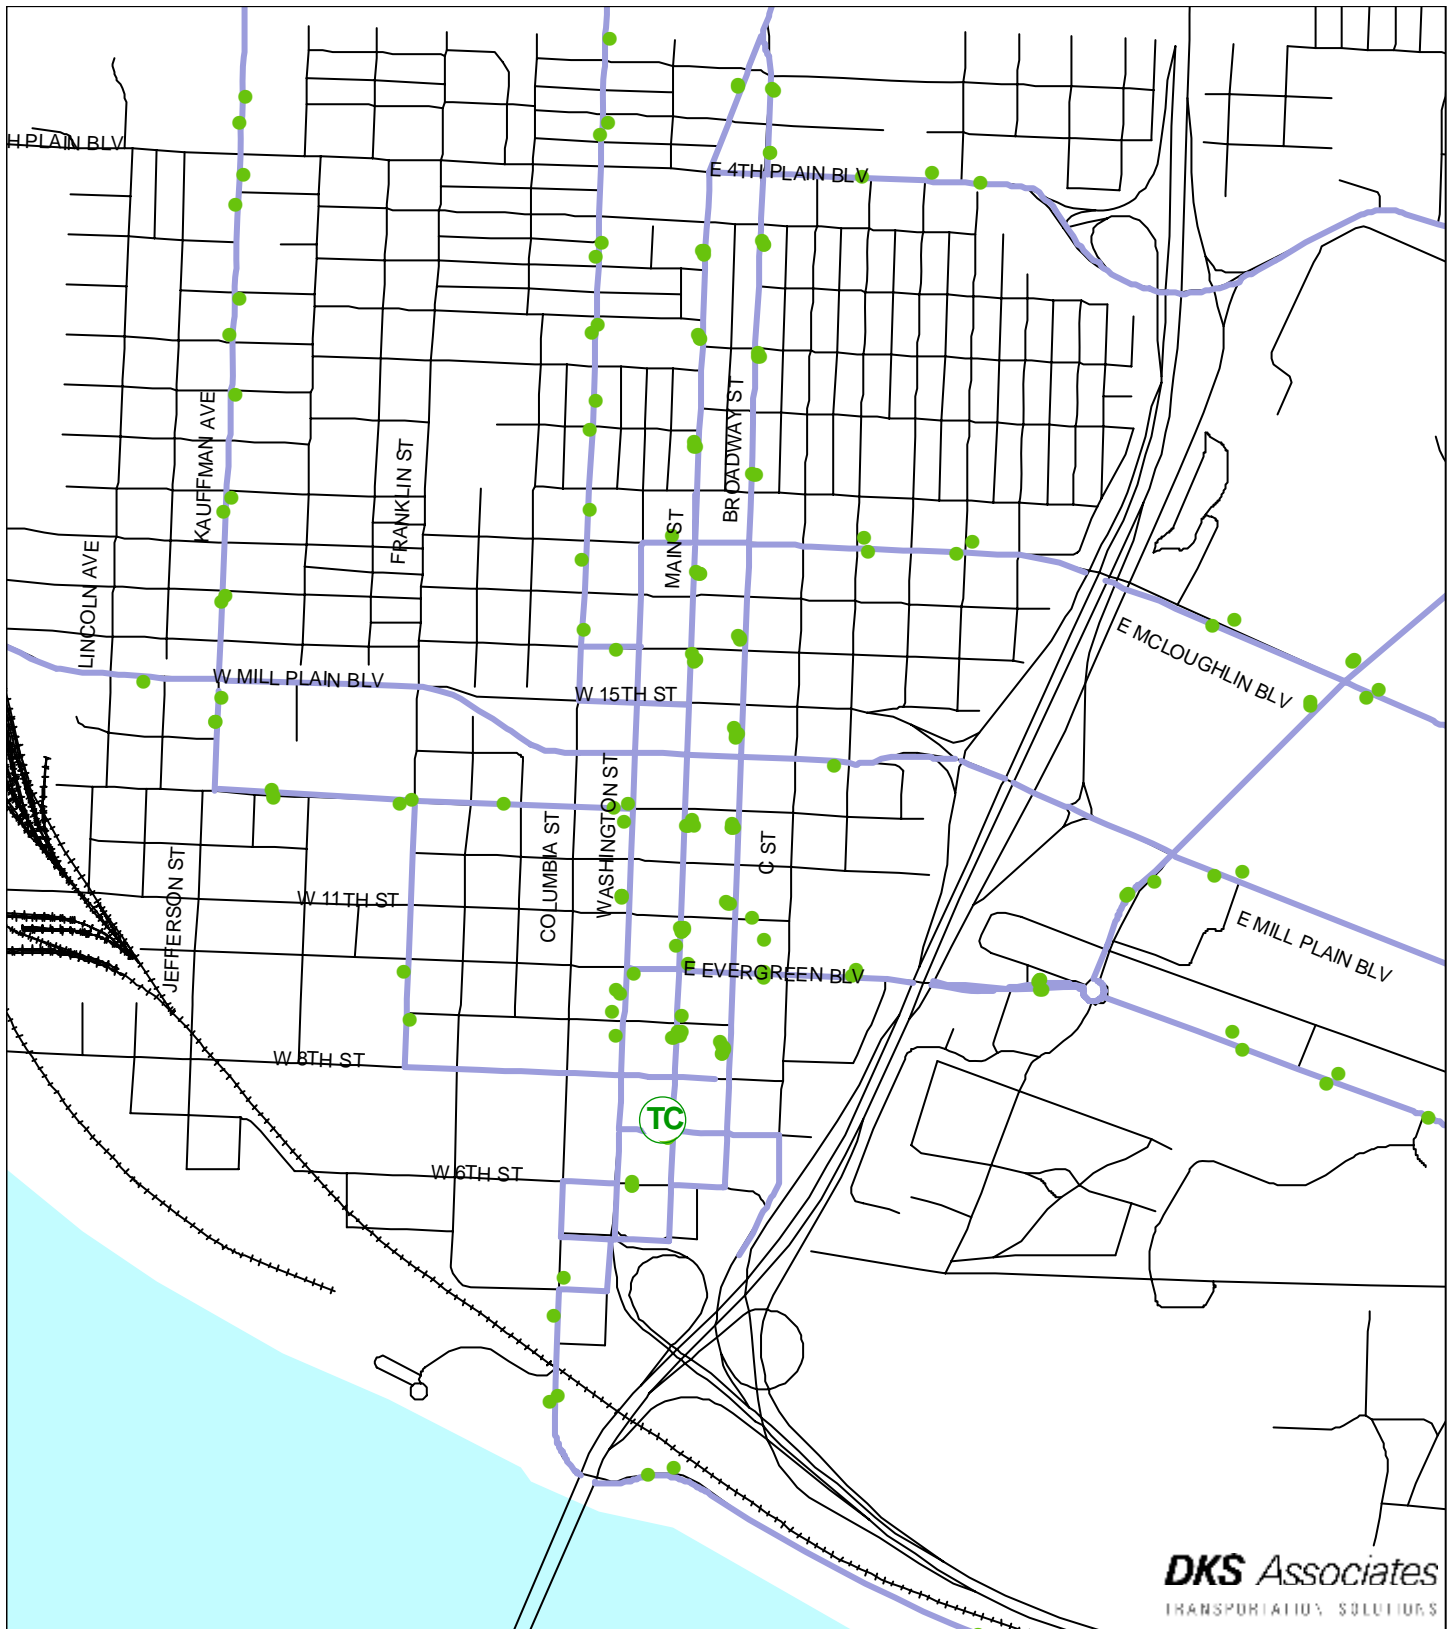 H PLAIN BLV
E 4TH PLAIN BLV
KAUFFMAN AVE
FRANKLIN ST
BROADWAY ST
MAIN ST
LINCOLN AVE
E MCLOUGHLIN BLV
W MILL PLAIN BLV
W 15TH ST
WASHINGTON ST
COLUMBIA ST
C ST
JEFFERSON ST
W 11TH ST
E MILL PLAIN BLV
E EVERGREEN BLV
W 8TH ST
TC
W 6TH ST
DKS Associates
TRANSPORTATION SOLUTIONS